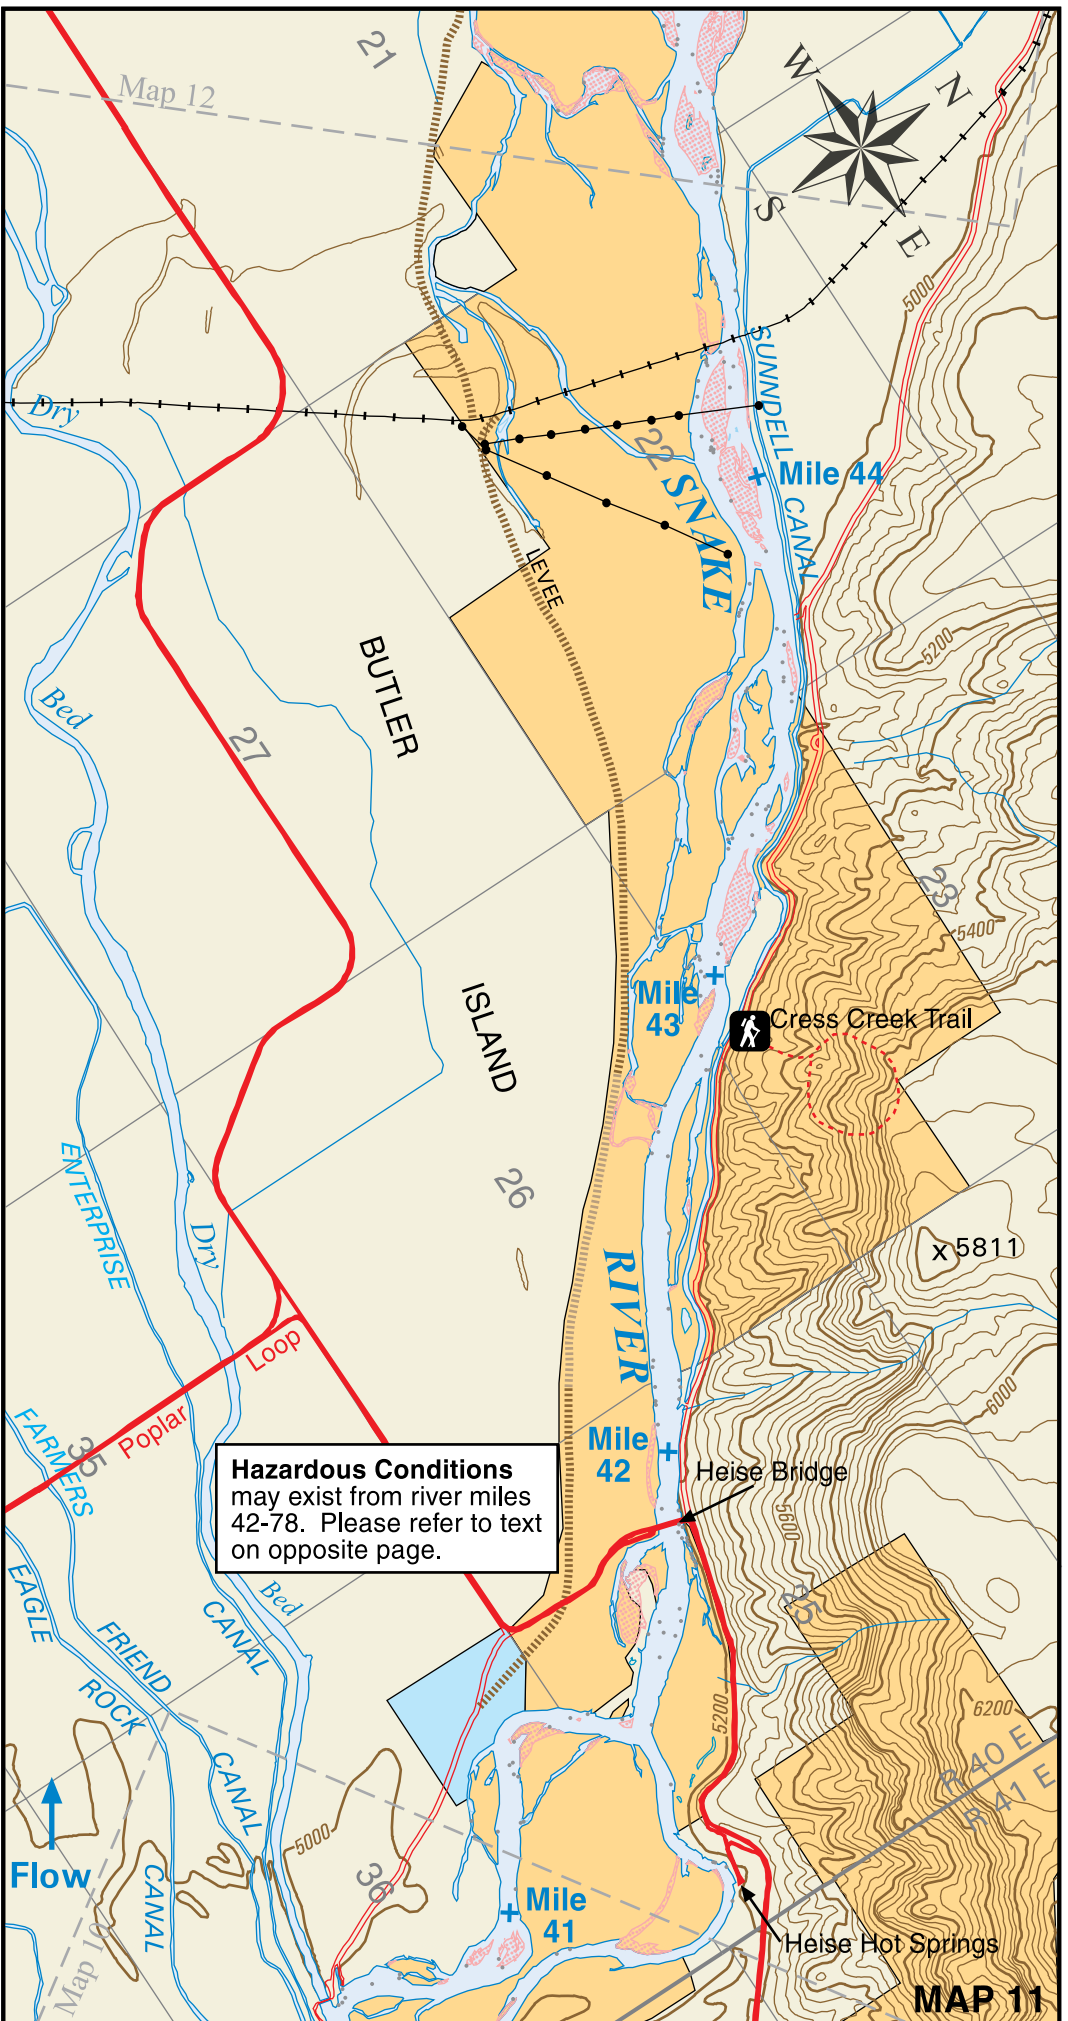 21
Map 12
W
N
S
E
5000
SUNNDELL CANAL
Dry
22
Mile 44
SNAKE
LEVEE
5200
BUTLER
Bed
27
23
5400
ISLAND
Mile
43
Cress Creek Trail
ENTERPRISE
26
Dry
RIVER
x 5811
Loop
Poplar
6000
FARMERS
35
Mile
42
Heise Bridge
Hazardous Conditions
may exist from river miles
42-78. Please refer to text
on opposite page.
5600
EAGLE
FRIEND
CANAL
Bed
25
ROCK
5200
6200
CANAL
R 40 E
R 41 E
5000
Flow
CANAL
36
Mile
41
Map 10
Heise Hot Springs
MAP 11